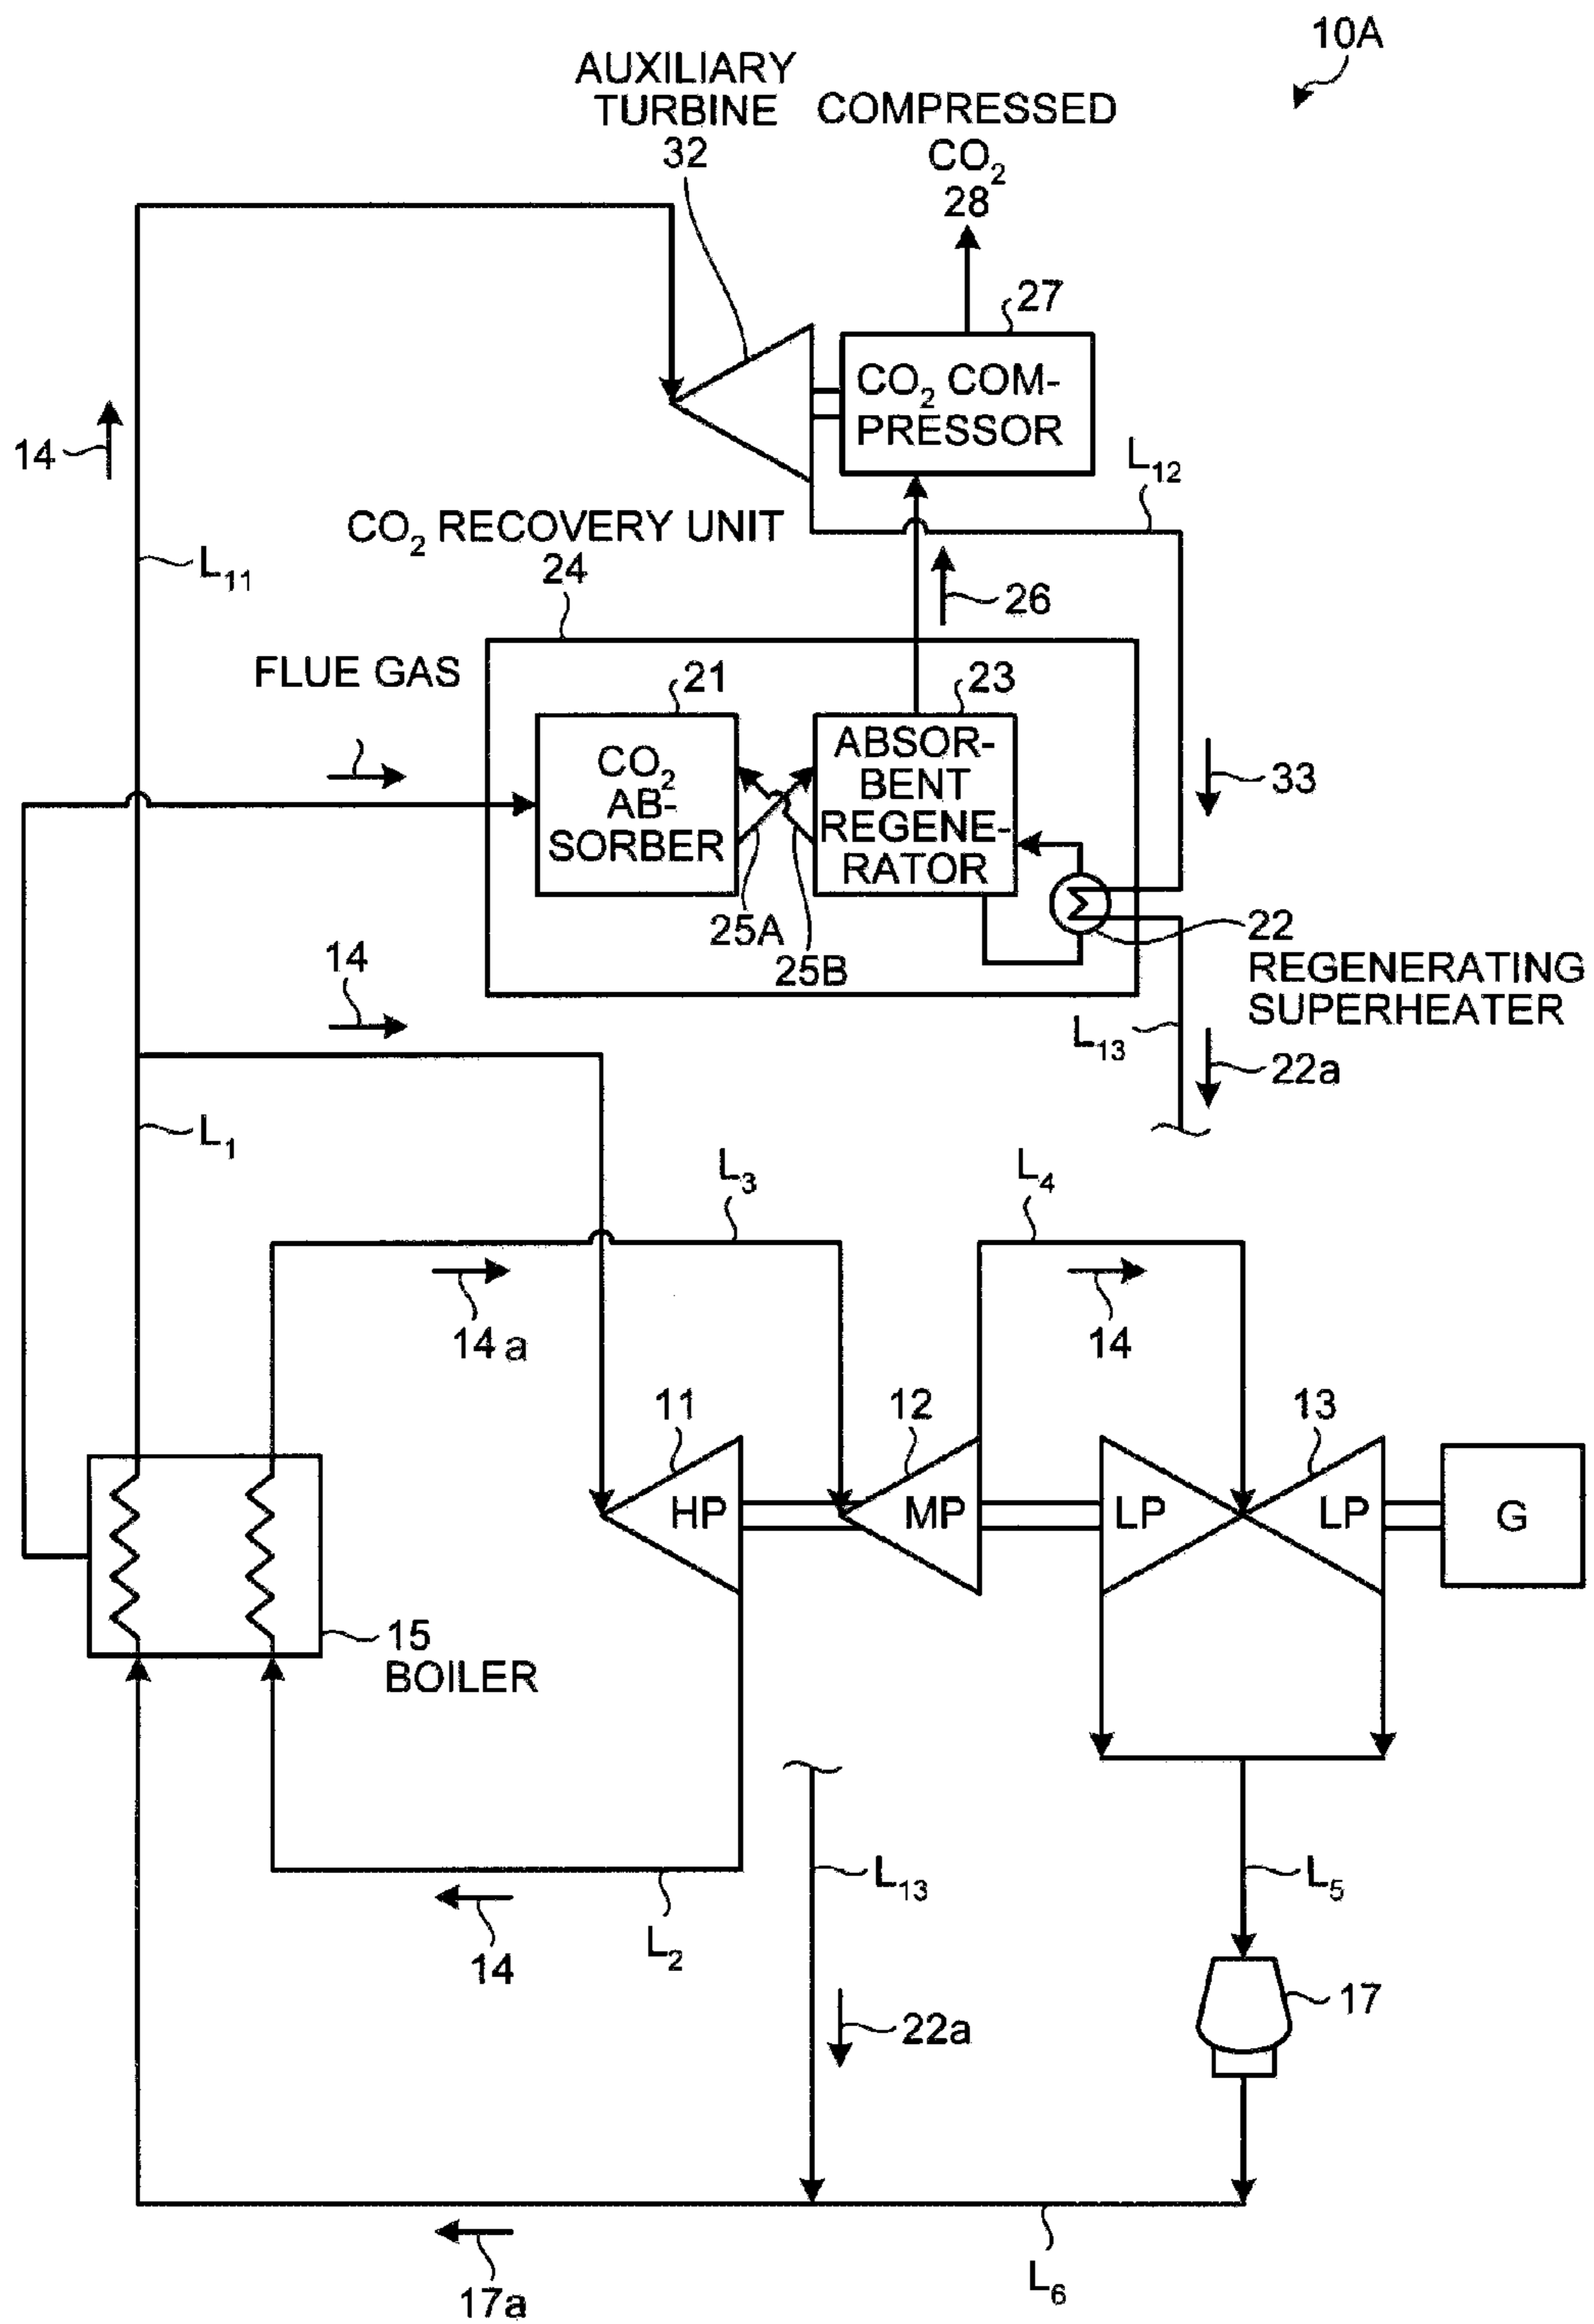 10A
AUXILIARY
TURBINE
32
COMPRESSED
CO2
28
27
CO2 COM-
PRESSOR
14
L12
CO2 RECOVERY UNIT
24
L11
26
FLUE GAS
21
23
CO2
AB-
SORBER
ABSOR-
BENT
REGENE-
RATOR
33
25A
25B
22
REGENERATING
SUPERHEATER
14
L13
22a
L1
L3
L4
14a
14
11
12
13
HP
MP
LP
LP
G
15
BOILER
L13
L5
14
L2
22a
17
17a
L6